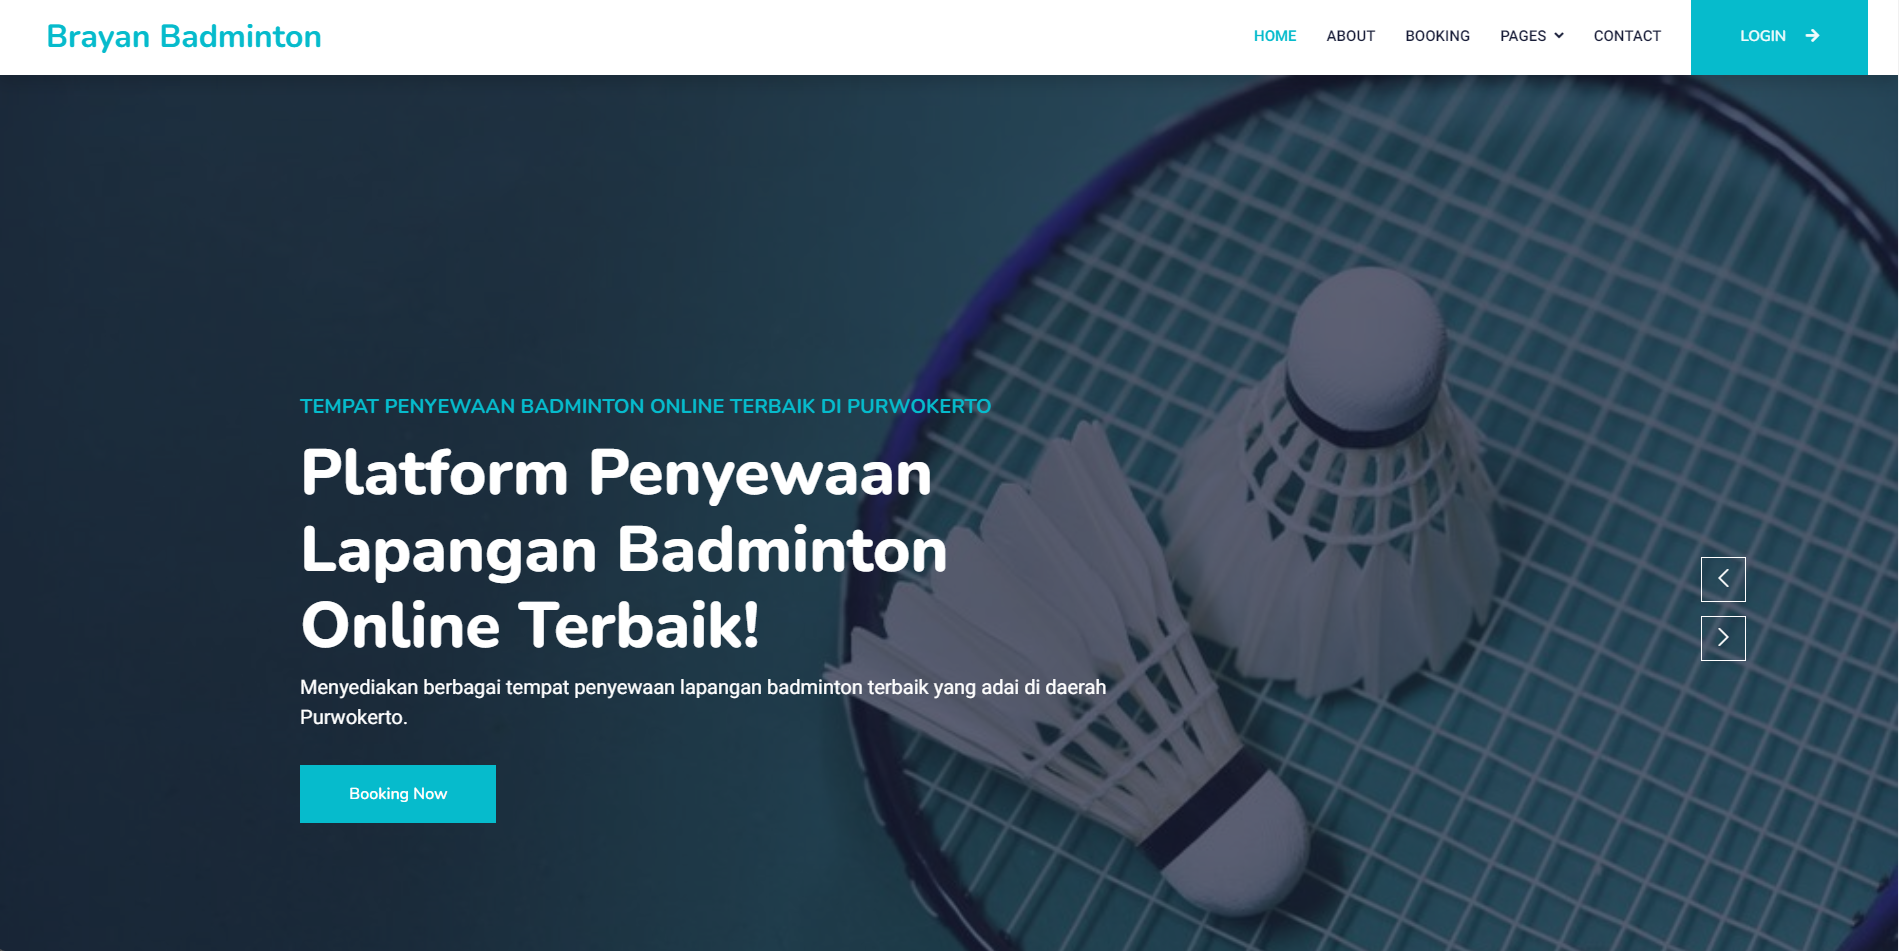 Brayan Badminton
HOME ABOUT BOOKING PAGES CONTACT LOGIN
TEMPAT PENYEWAAN BADMINTON ONLINE TERBAIK DI PURWOKERTO
Platform Penyewaan
Lapangan Badminton
Online Terbaik!
Menyediakan berbagai tempat penyewaan lapangan badminton terbaik yang adai di daerah
Purwokerto.
Booking Now